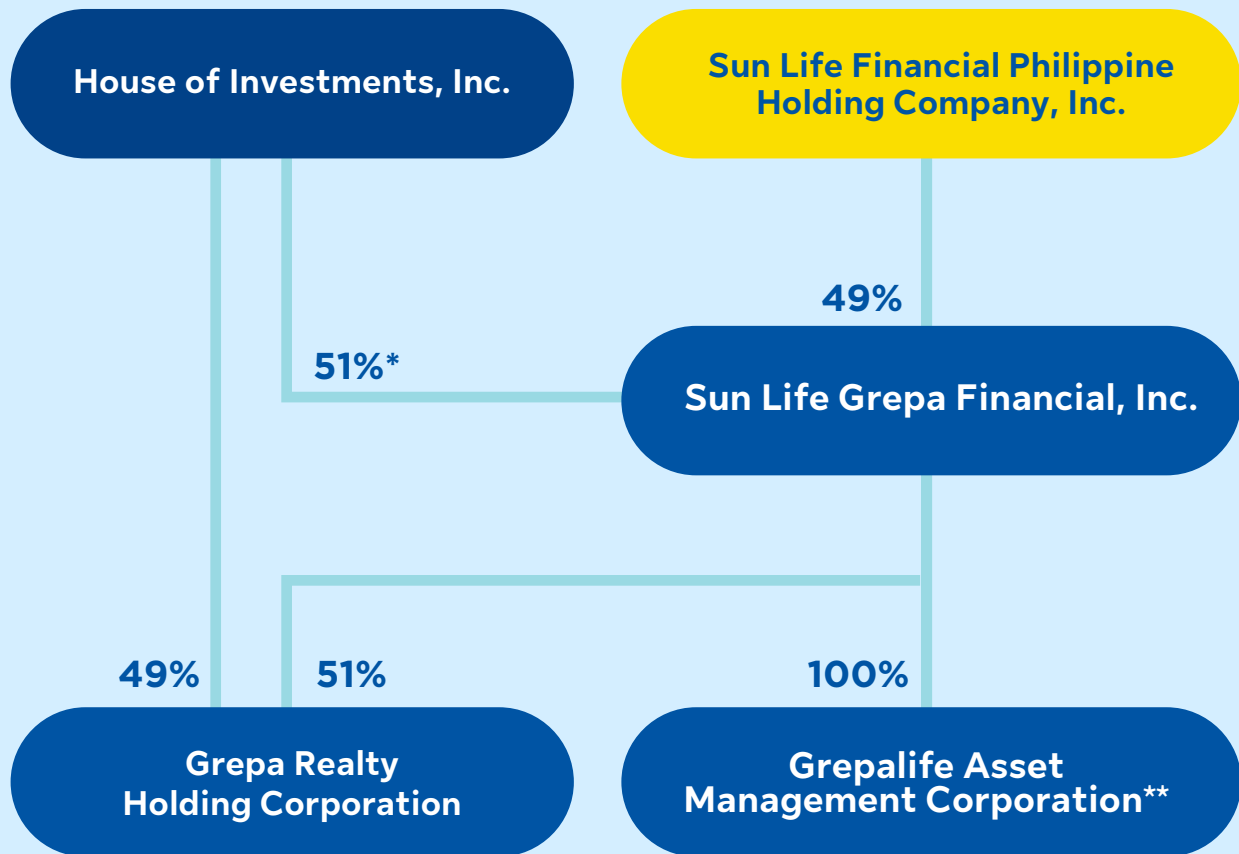 House of Investments, Inc.
Sun Life Financial Philippine
Holding Company, Inc.
49%
51%*
Sun Life Grepa Financial, Inc.
49%
51%
100%
Grepa Realty
Holding Corporation
Grepalife Asset
Management Corporation**